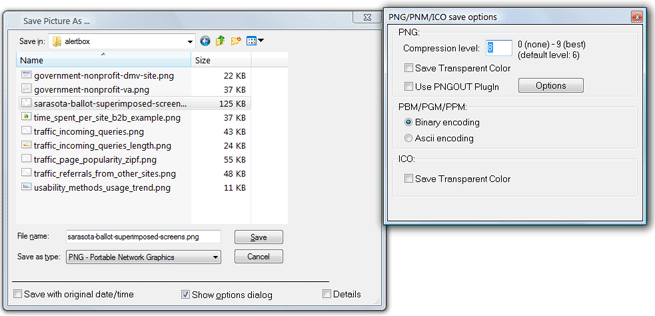 Save Picture As ...
Save in: alertbox
Name Size
government-nonprofit-dmv-site.png 22 KB
government-nonprofit-va.png 37 KB
sarasota-ballot-superimposed-screens... 125 KB
time_spent_per_site_b2b_example.png 37 KB
traffic_incoming_queries.png 43 KB
traffic_incoming_queries_length.png 24 KB
traffic_page_popularity_zipf.png 55 KB
traffic_referrals_from_other_sites.png 48 KB
usability_methods_usage_trend.png 11 KB
File name: sarasota-ballot-superimposed-screens.png Save
Save as type: PNG - Portable Network Graphics Cancel
Save with original date/time Show options dialog Details
PNG/PNM/ICO save options
PNG:
Compression level: 0 (none) - 9 (best)
(default level: 6)
Save Transparent Color
Use PNGOUT PlugIn Options
PBM/PGM/PPM:
Binary encoding
Ascii encoding
ICO:
Save Transparent Color